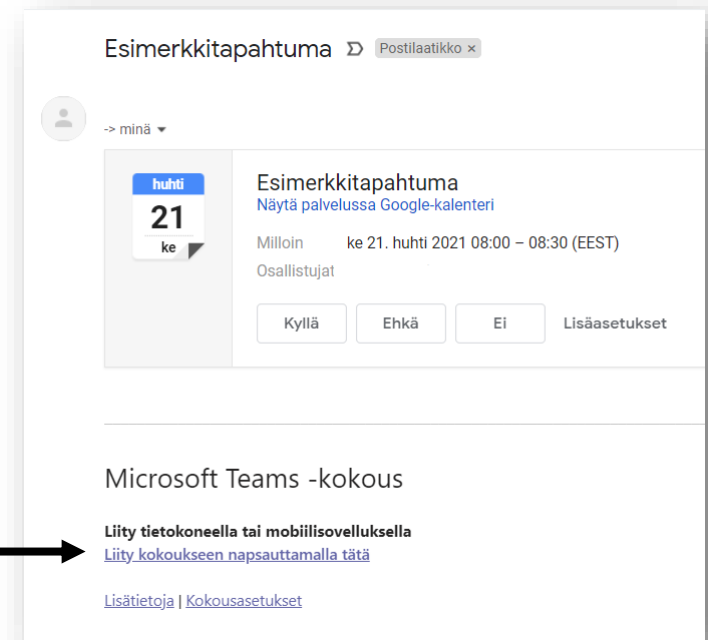 Esimerkkitapahtuma Postilaatikko ×
-> minä
huhti
21
ke
Esimerkkitapahtuma
Näytä palvelussa Google-kalenteri
Milloin ke 21. huhti 2021 08:00 – 08:30 (EEST)
Osallistujat
Kyllä Ehkä Ei Lisäasetukset
Microsoft Teams -kokous
Liity tietokoneella tai mobiilisovelluksella
Liity kokoukseen napsauttamalla tätä
Lisätietoja | Kokousasetukset